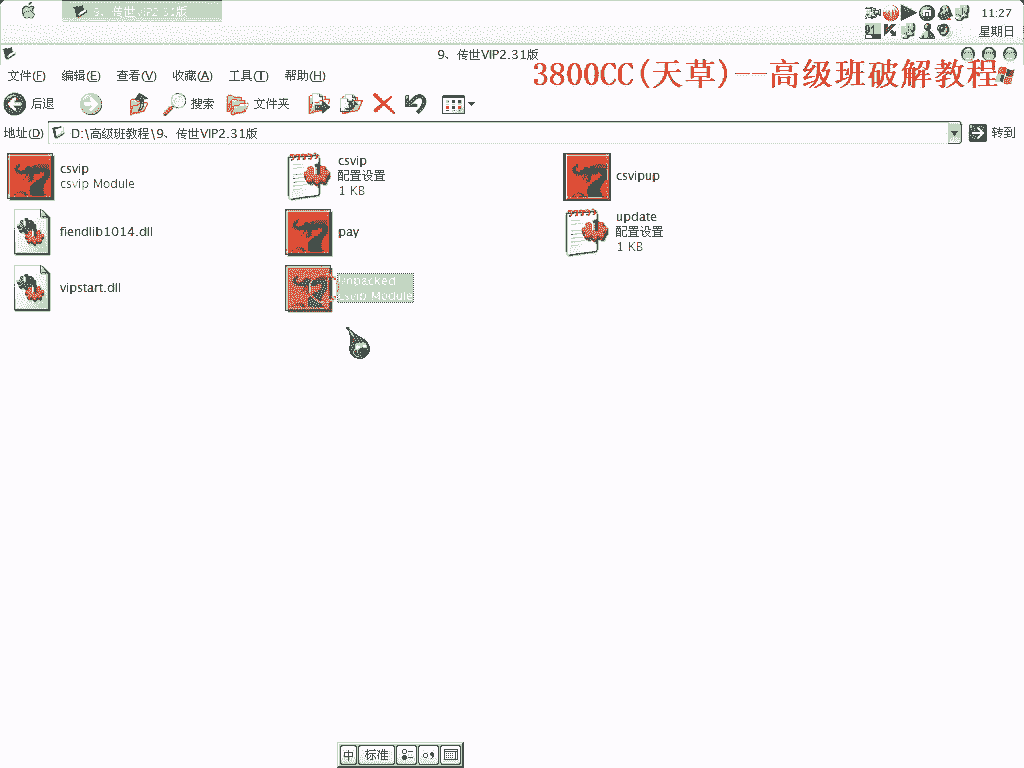 9、传世VIP2.31版
11:27
星期日
9、传世VIP2.31版
3800CC(天草)--高级班破解教程
文件(F) 编辑(E) 查看(V) 收藏(A) 工具(T) 帮助(H)
后退 搜索 文件夹
地址(D) D:\高级班教程\9、传世VIP2.31版 转到
csvip
csvip Module
csvip
配置设置
1 KB
csvipup
fiendlib1014.dll
pay
update
配置设置
1 KB
vipstart.dll
unpacked
csvip Module
中 标准